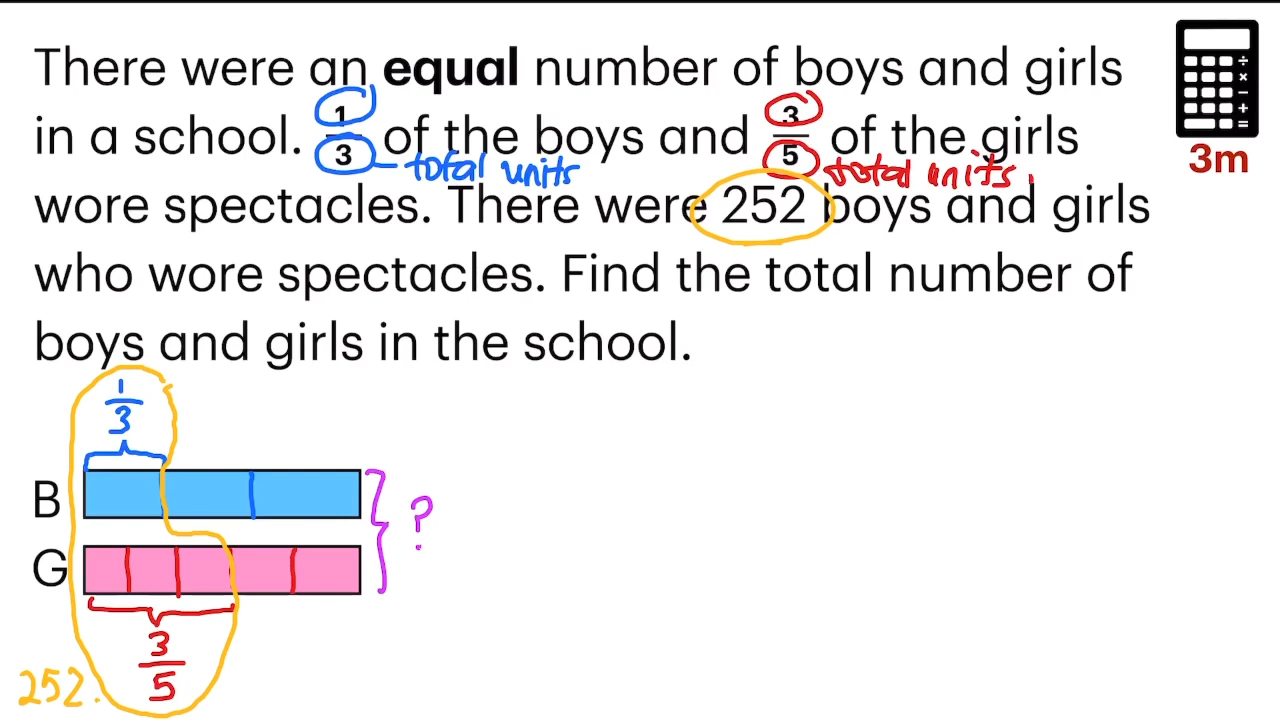 There were an equal number of boys and girls
in a school. 1/3 of the boys and 3/5 of the girls
total units total units.
wore spectacles. There were 252 boys and girls
who wore spectacles. Find the total number of
boys and girls in the school.
÷
×
−
+
=
3m
1/3
B
?
G
3/5
252.